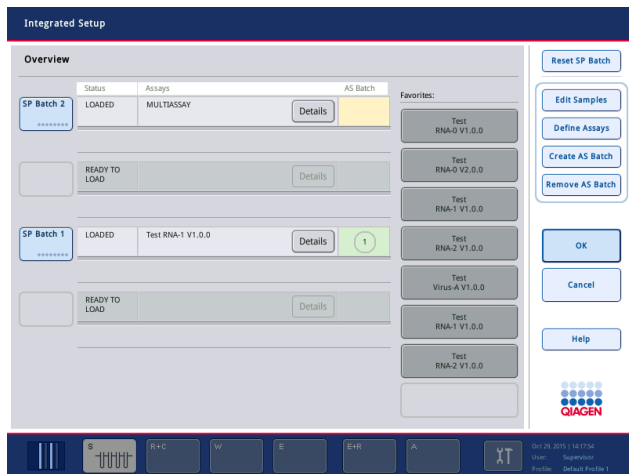 Integrated Setup
Overview
Reset SP Batch
Status
Assays
AS Batch
Favorites:
SP Batch 2
LOADED
MULTIASSAY
Details
READY TO
LOAD
Details
SP Batch 1
LOADED
Test RNA-1 V1.0.0
Details
1
READY TO
LOAD
Details
Test
RNA-0 V1.0.0
Test
RNA-0 V2.0.0
Test
RNA-1 V1.0.0
Test
RNA-2 V1.0.0
Test
Virus-A V1.0.0
Test
RNA-1 V1.0.0
Test
RNA-2 V1.0.0
Edit Samples
Define Assays
Create AS Batch
Remove AS Batch
OK
Cancel
Help
QIAGEN
S
R+C
W
E
E+R
A
Oct 29, 2015 | 14:17:54
User: Supervisor
Profile: Default Profile 1